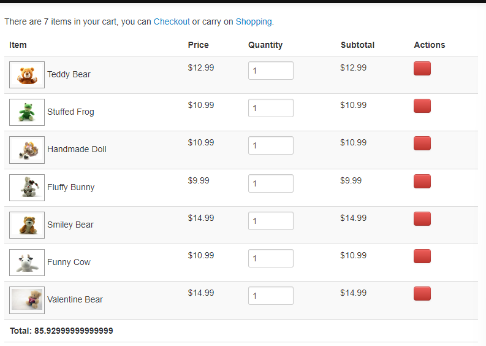 There are 7 items in your cart, you can Checkout or carry on Shopping.
Item Price Quantity Subtotal Actions
Teddy Bear $12.99 1 $12.99
Stuffed Frog $10.99 1 $10.99
Handmade Doll $10.99 1 $10.99
Fluffy Bunny $9.99 1 $9.99
Smiley Bear $14.99 1 $14.99
Funny Cow $10.99 1 $10.99
Valentine Bear $14.99 1 $14.99
Total: 85.92999999999999